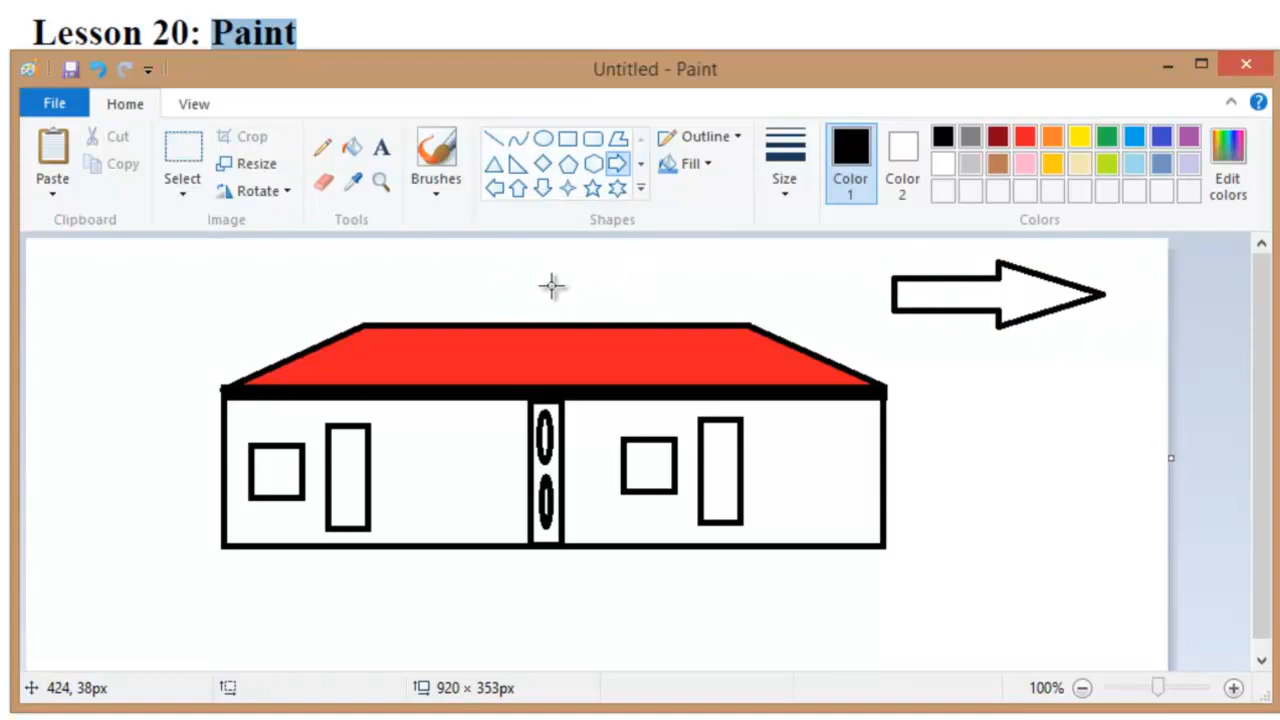 Lesson 20: Paint
Untitled - Paint
File Home View
Paste
Cut
Copy
Clipboard
Select
Crop
Resize
Rotate
Image
A
Tools
Brushes
Shapes
Outline
Fill
Size
Color 1
Color 2
Edit colors
Colors
424, 38px
920 × 353px
100%